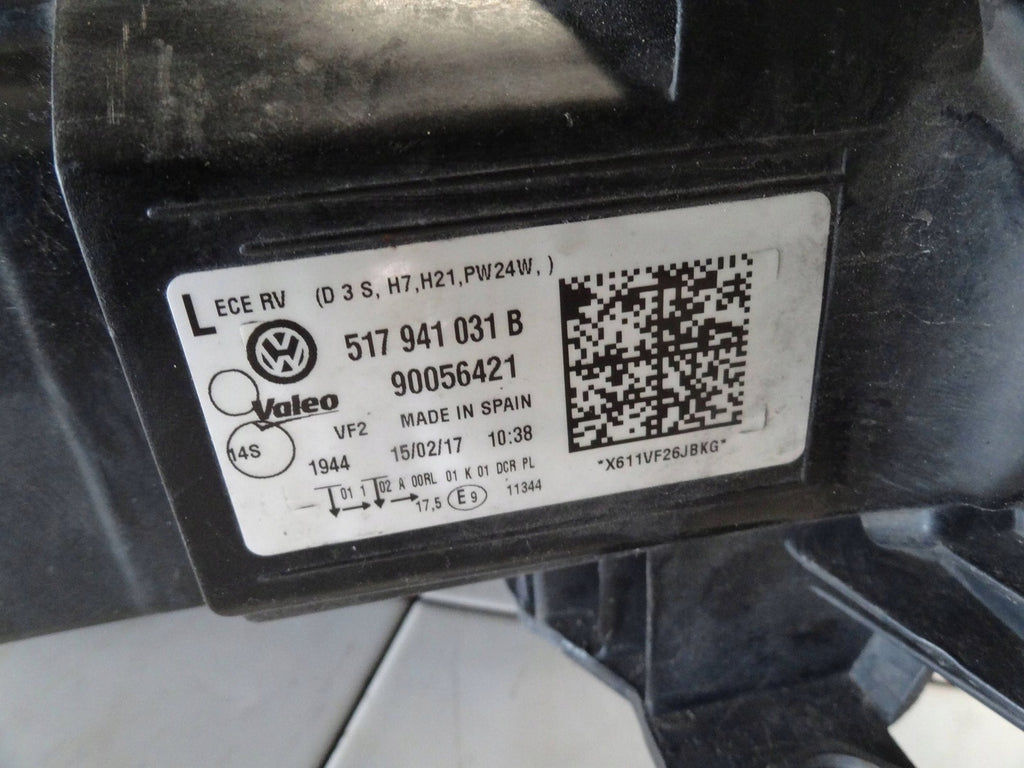 L ECE RV (D 3 S, H7,H21,PW24W, )
517 941 031 B
90056421
Valeo
VF2 MADE IN SPAIN
14S
1944 15/02/17 10:38
01 1 02 A 00RL 01 K 01 DCR PL
17,5 E 9 11344
*X611VF26JBKG*